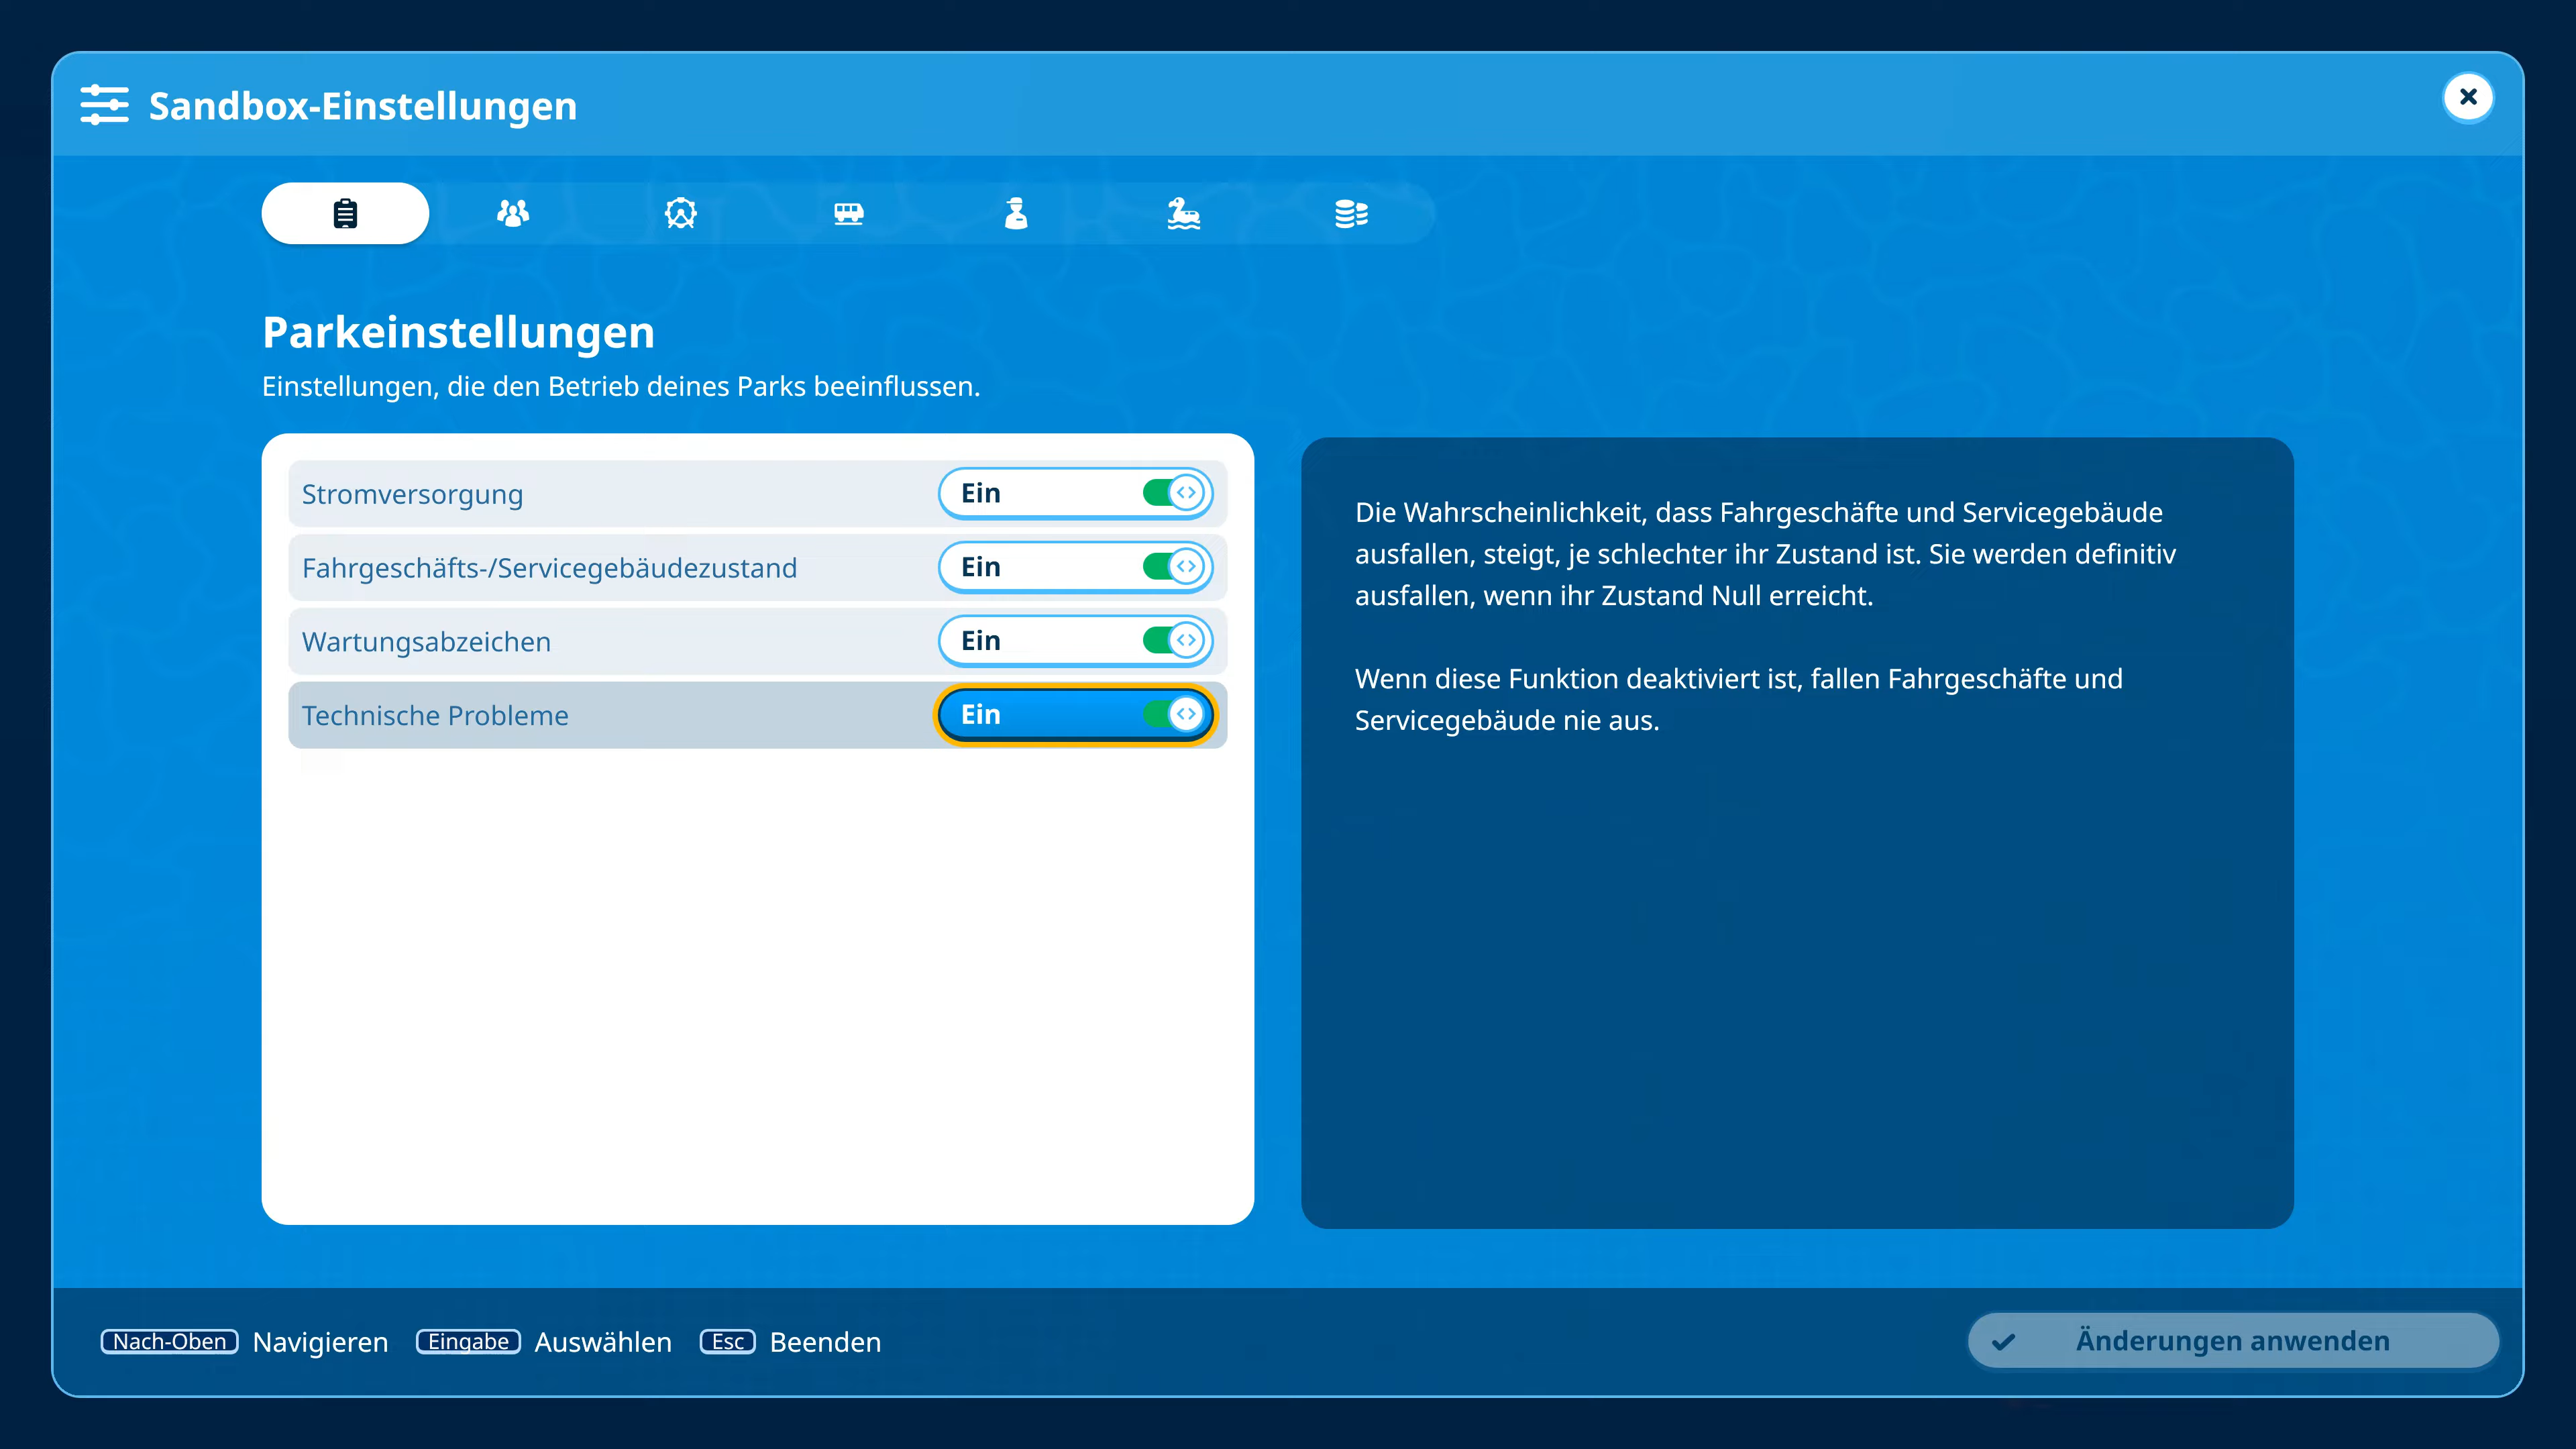 Sandbox-Einstellungen
Parkeinstellungen
Einstellungen, die den Betrieb deines Parks beeinflussen.
Stromversorgung Ein
Fahrgeschäfts-/Servicegebäudezustand Ein
Wartungsabzeichen Ein
Technische Probleme Ein
Die Wahrscheinlichkeit, dass Fahrgeschäfte und Servicegebäude
ausfallen, steigt, je schlechter ihr Zustand ist. Sie werden definitiv
ausfallen, wenn ihr Zustand Null erreicht.
Wenn diese Funktion deaktiviert ist, fallen Fahrgeschäfte und
Servicegebäude nie aus.
Nach-Oben Navigieren Eingabe Auswählen Esc Beenden
Änderungen anwenden